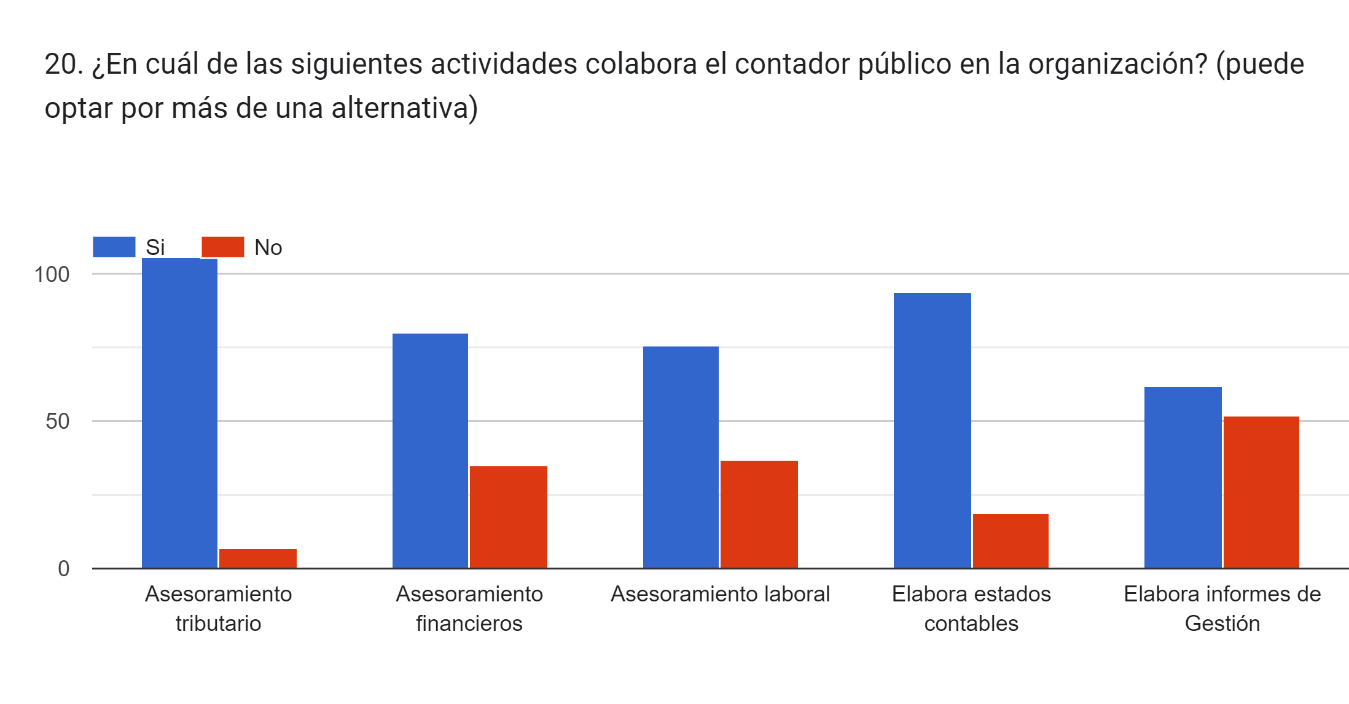 20. ¿En cuál de las siguientes actividades colabora el contador público en la organización? (puede
optar por más de una alternativa)
Si No
100
50
0
Asesoramiento
tributario
Asesoramiento
financieros
Asesoramiento laboral
Elabora estados
contables
Elabora informes de
Gestión